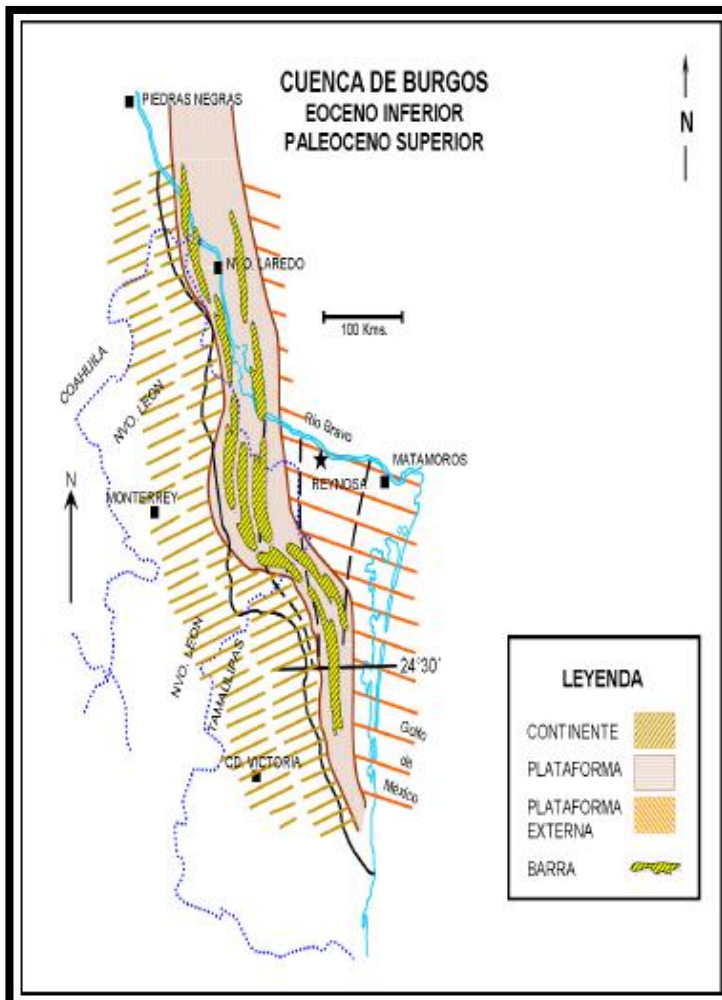 CUENCA DE BURGOS
EOCENO INFERIOR
PALEOCENO SUPERIOR
N
PIEDRAS NEGRAS
NVO. LAREDO
100 Kms.
COAHUILA
NVO. LEON
Río Bravo
MATAMOROS
REYNOSA
N
MONTERREY
NVO. LEON
TAMAULIPAS
24°30´
CD. VICTORIA
Golfo
de
México
LEYENDA
CONTINENTE
PLATAFORMA
PLATAFORMA
EXTERNA
BARRA